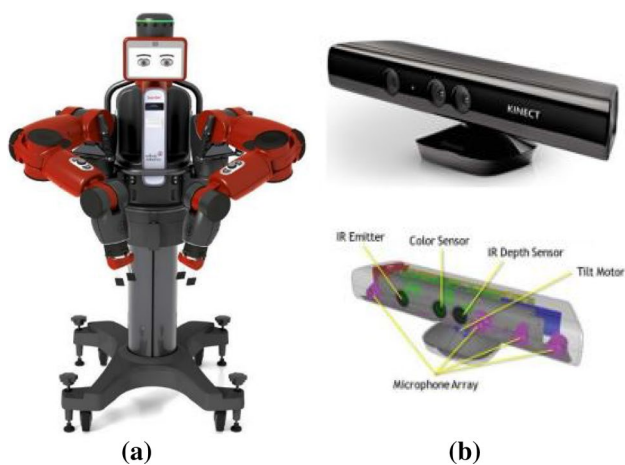 KINECT
IR Emitter
Color Sensor
IR Depth Sensor
Tilt Motor
Microphone Array
(a)
(b)